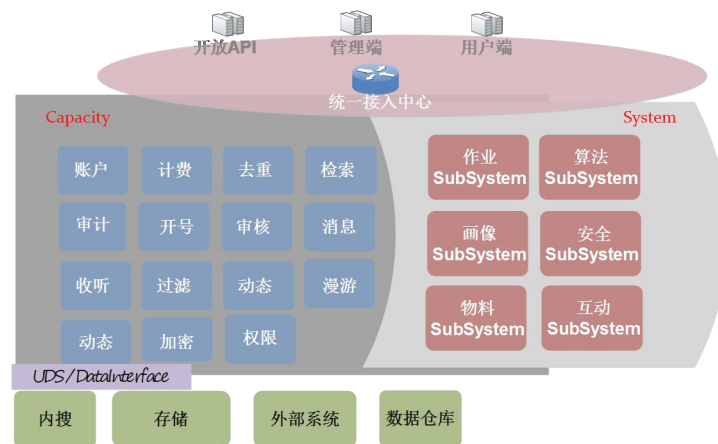 开放API
管理端
用户端
统一接入中心
Capacity
System
账户
计费
去重
检索
审计
开号
审核
消息
收听
过滤
动态
漫游
动态
加密
权限
作业
SubSystem
算法
SubSystem
画像
SubSystem
安全
SubSystem
物料
SubSystem
互动
SubSystem
UDS/DataInterface
内搜
存储
外部系统
数据仓库